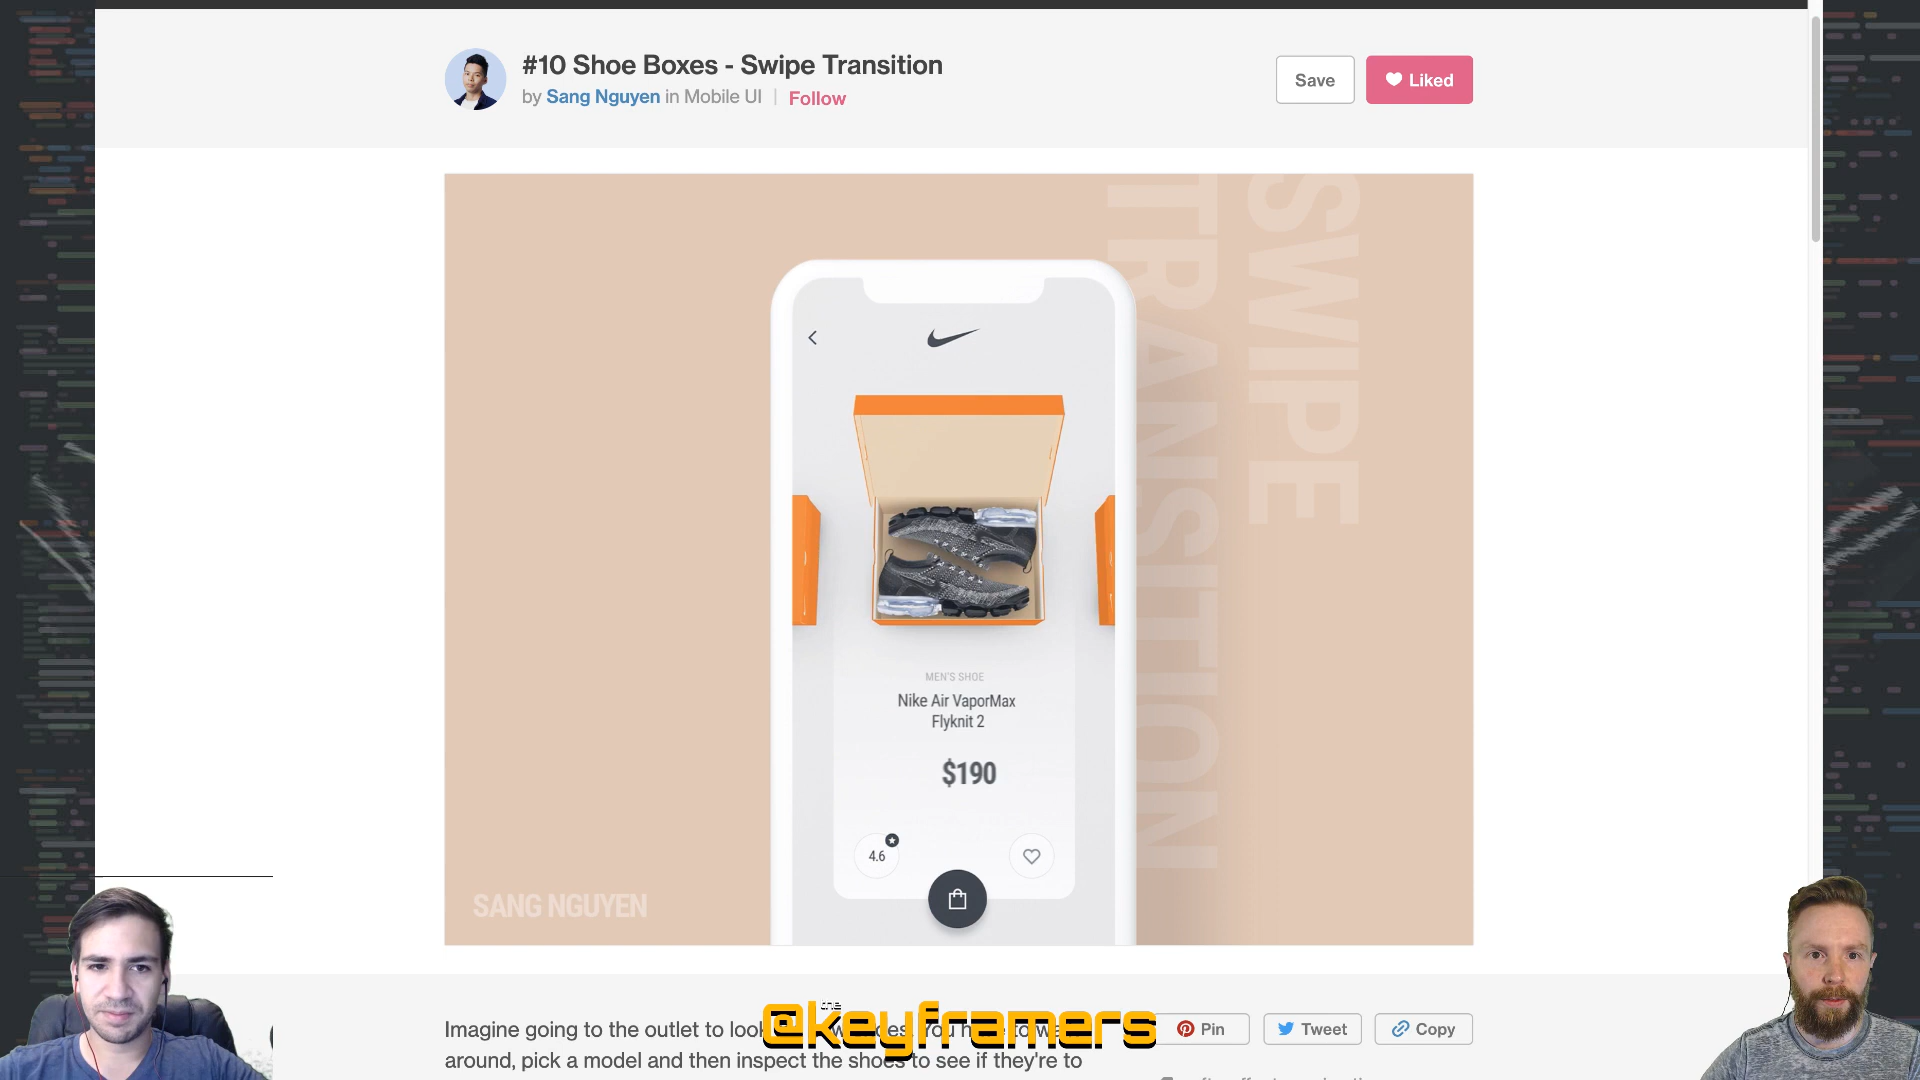 #10 Shoe Boxes - Swipe Transition
by Sang Nguyen in Mobile UI | Follow
Save
Liked
SWIPE
TRANSITION
MEN'S SHOE
Nike Air VaporMax
Flyknit 2
$190
4.6
SANG NGUYEN
the
@keyframers
Imagine going to the outlet to look
around, pick a model and then inspect the shoes to see if they're to
Pin
Tweet
Copy